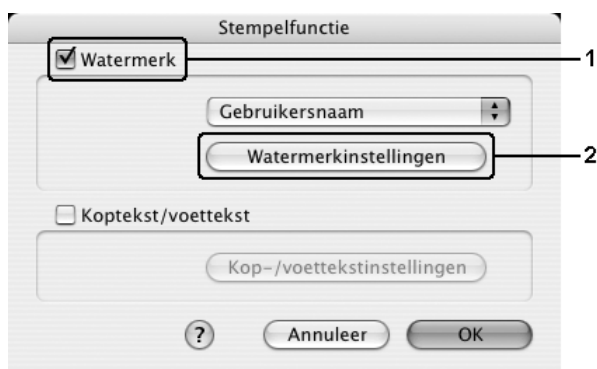 Stempelfunctie
Watermerk
1
Gebruikersnaam
Watermerkinstellingen
2
Koptekst/voettekst
Kop-/voettekstinstellingen
?
Annuleer
OK